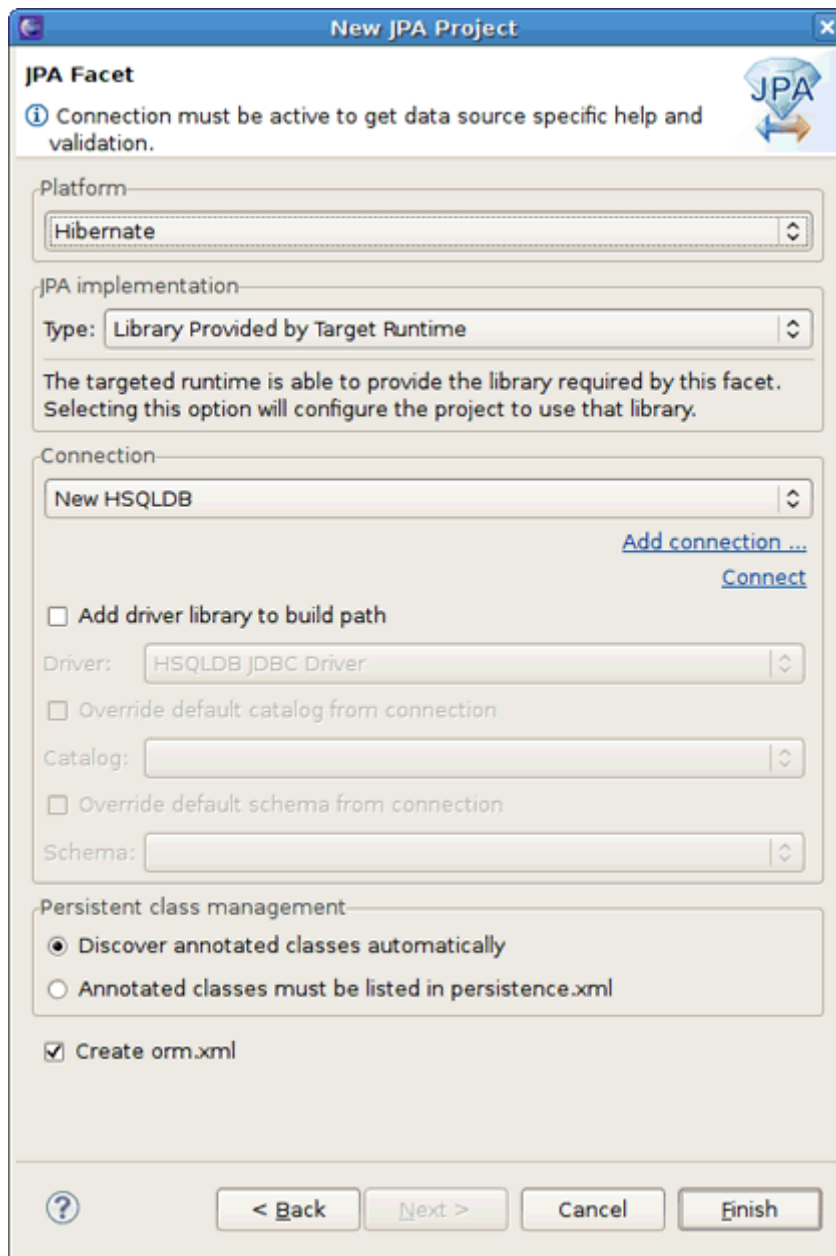 New JPA Project
JPA Facet
JPA
Connection must be active to get data source specific help and
validation.
Platform
Hibernate
JPA implementation
Type: Library Provided by Target Runtime
The targeted runtime is able to provide the library required by this facet.
Selecting this option will configure the project to use that library.
Connection
New HSQLDB
Add connection ...
Connect
Add driver library to build path
Driver: HSQLDB JDBC Driver
Override default catalog from connection
Catalog:
Override default schema from connection
Schema:
Persistent class management
Discover annotated classes automatically
Annotated classes must be listed in persistence.xml
Create orm.xml
? < Back Next > Cancel Finish